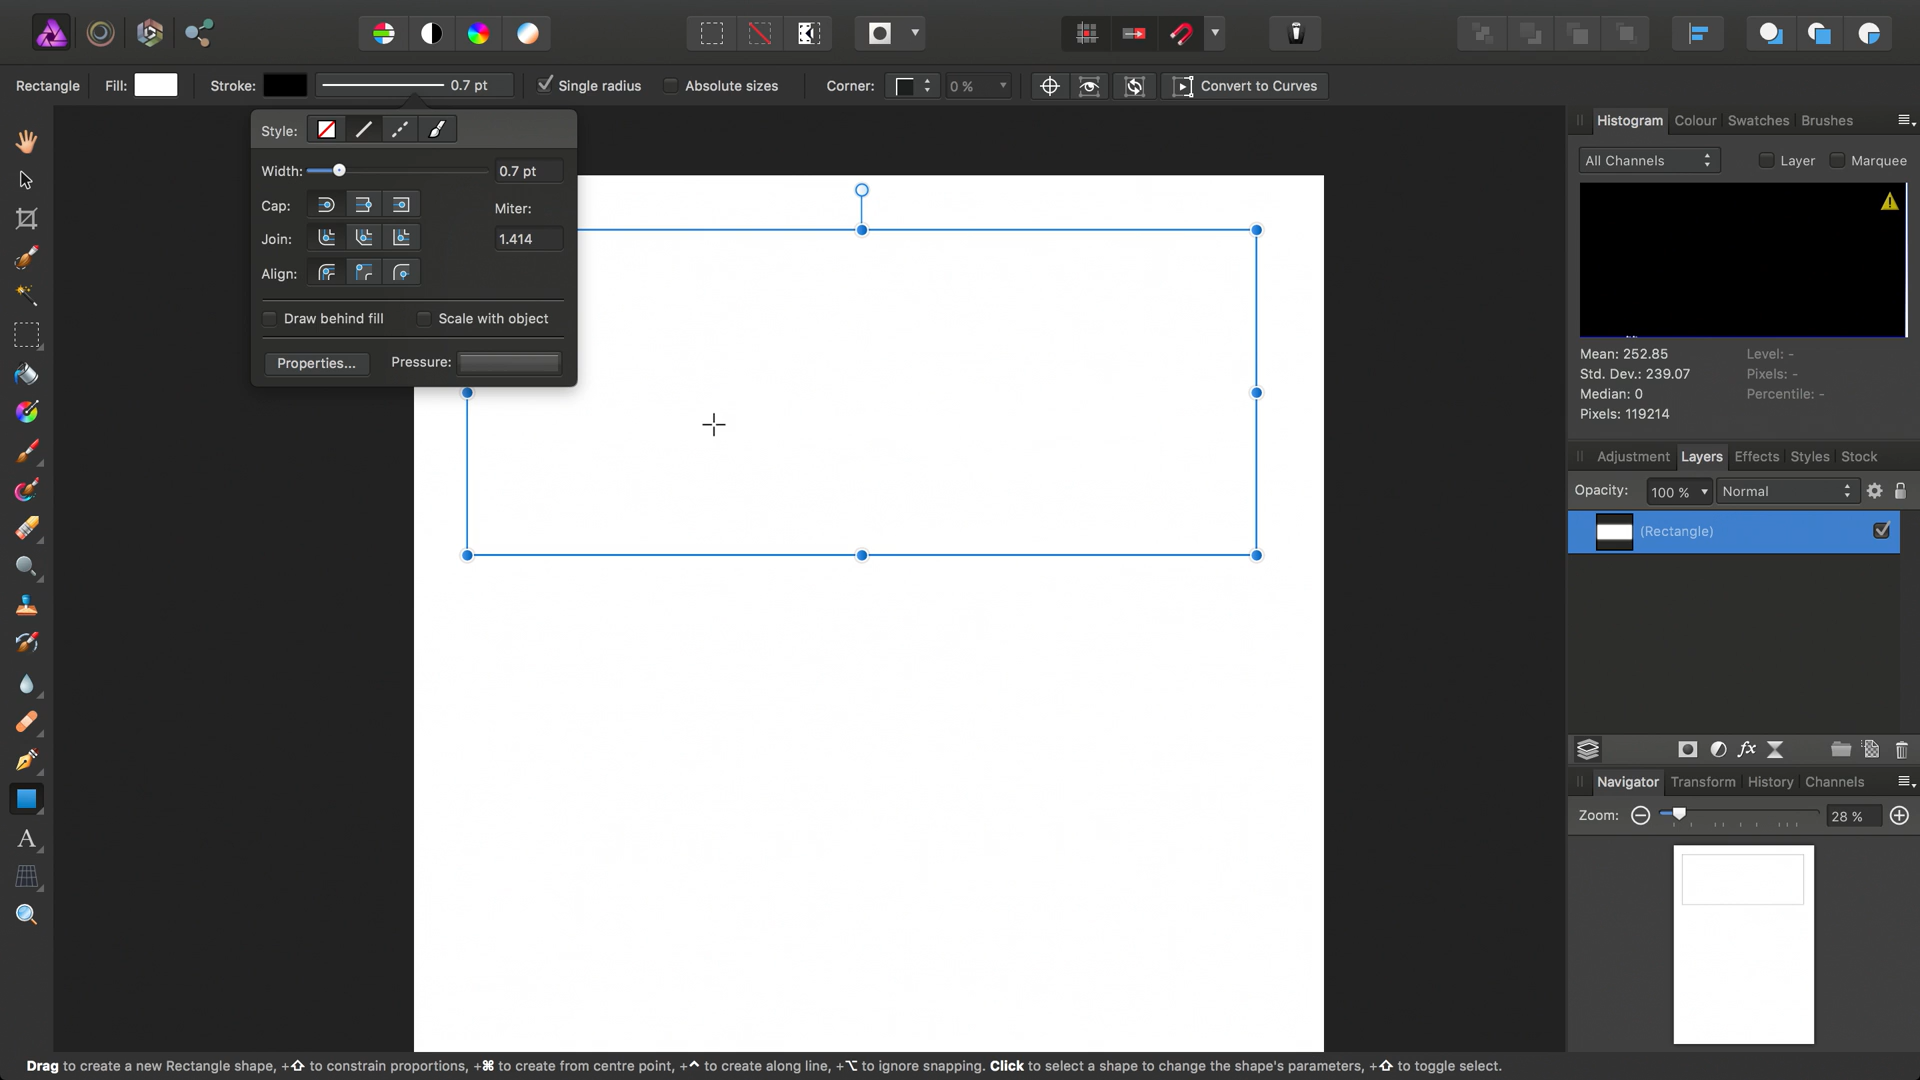 Rectangle Fill: Stroke: 0.7 pt Single radius Absolute sizes Corner: 0 % Convert to Curves
Style:
Width: 0.7 pt
Cap:
Miter:
Join: 1.414
Align:
Draw behind fill Scale with object
Properties... Pressure:
Histogram Colour Swatches Brushes
All Channels Layer Marquee
Mean: 252.85 Level: -
Std. Dev.: 239.07 Pixels: -
Median: 0 Percentile: -
Pixels: 119214
Adjustment Layers Effects Styles Stock
Opacity: 100 % Normal
(Rectangle)
fx
Navigator Transform History Channels
Zoom: 28 %
A
Drag to create a new Rectangle shape, +⇧ to constrain proportions, +⌘ to create from centre point, +⌃ to create along line, +⌥ to ignore snapping. Click to select a shape to change the shape's parameters, +⇧ to toggle select.